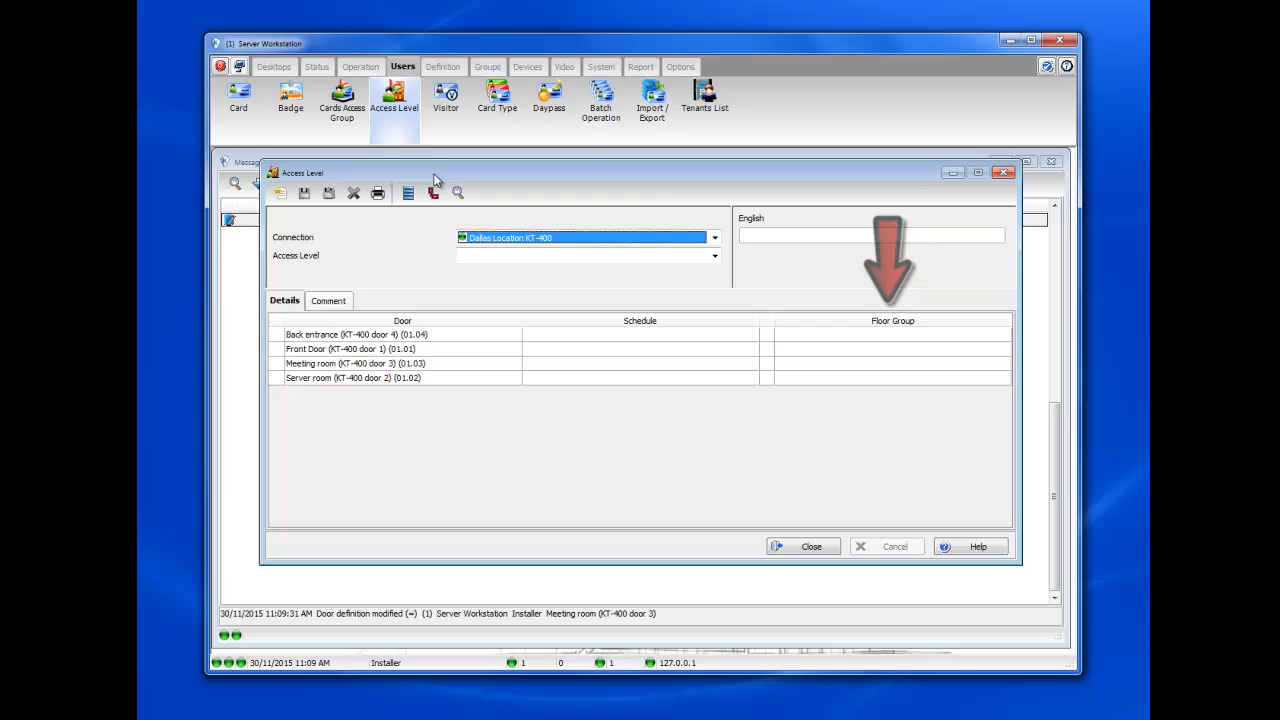 (1) Server Workstation
Desktops Status Operation Users Definition Groups Devices Video System Report Options
Card Badge Cards Access Group Access Level Visitor Card Type Daypass Batch Operation Import / Export Tenants List
Messag
Access Level
English
Connection Dallas Location KT-400
Access Level
Details Comment
Door Schedule Floor Group
Back entrance (KT-400 door 4) (01.04)
Front Door (KT-400 door 1) (01.01)
Meeting room (KT-400 door 3) (01.03)
Server room (KT-400 door 2) (01.02)
Close Cancel Help
30/11/2015 11:09:31 AM Door definition modified (=) (1) Server Workstation Installer Meeting room (KT-400 door 3)
30/11/2015 11:09 AM Installer 1 0 1 127.0.0.1